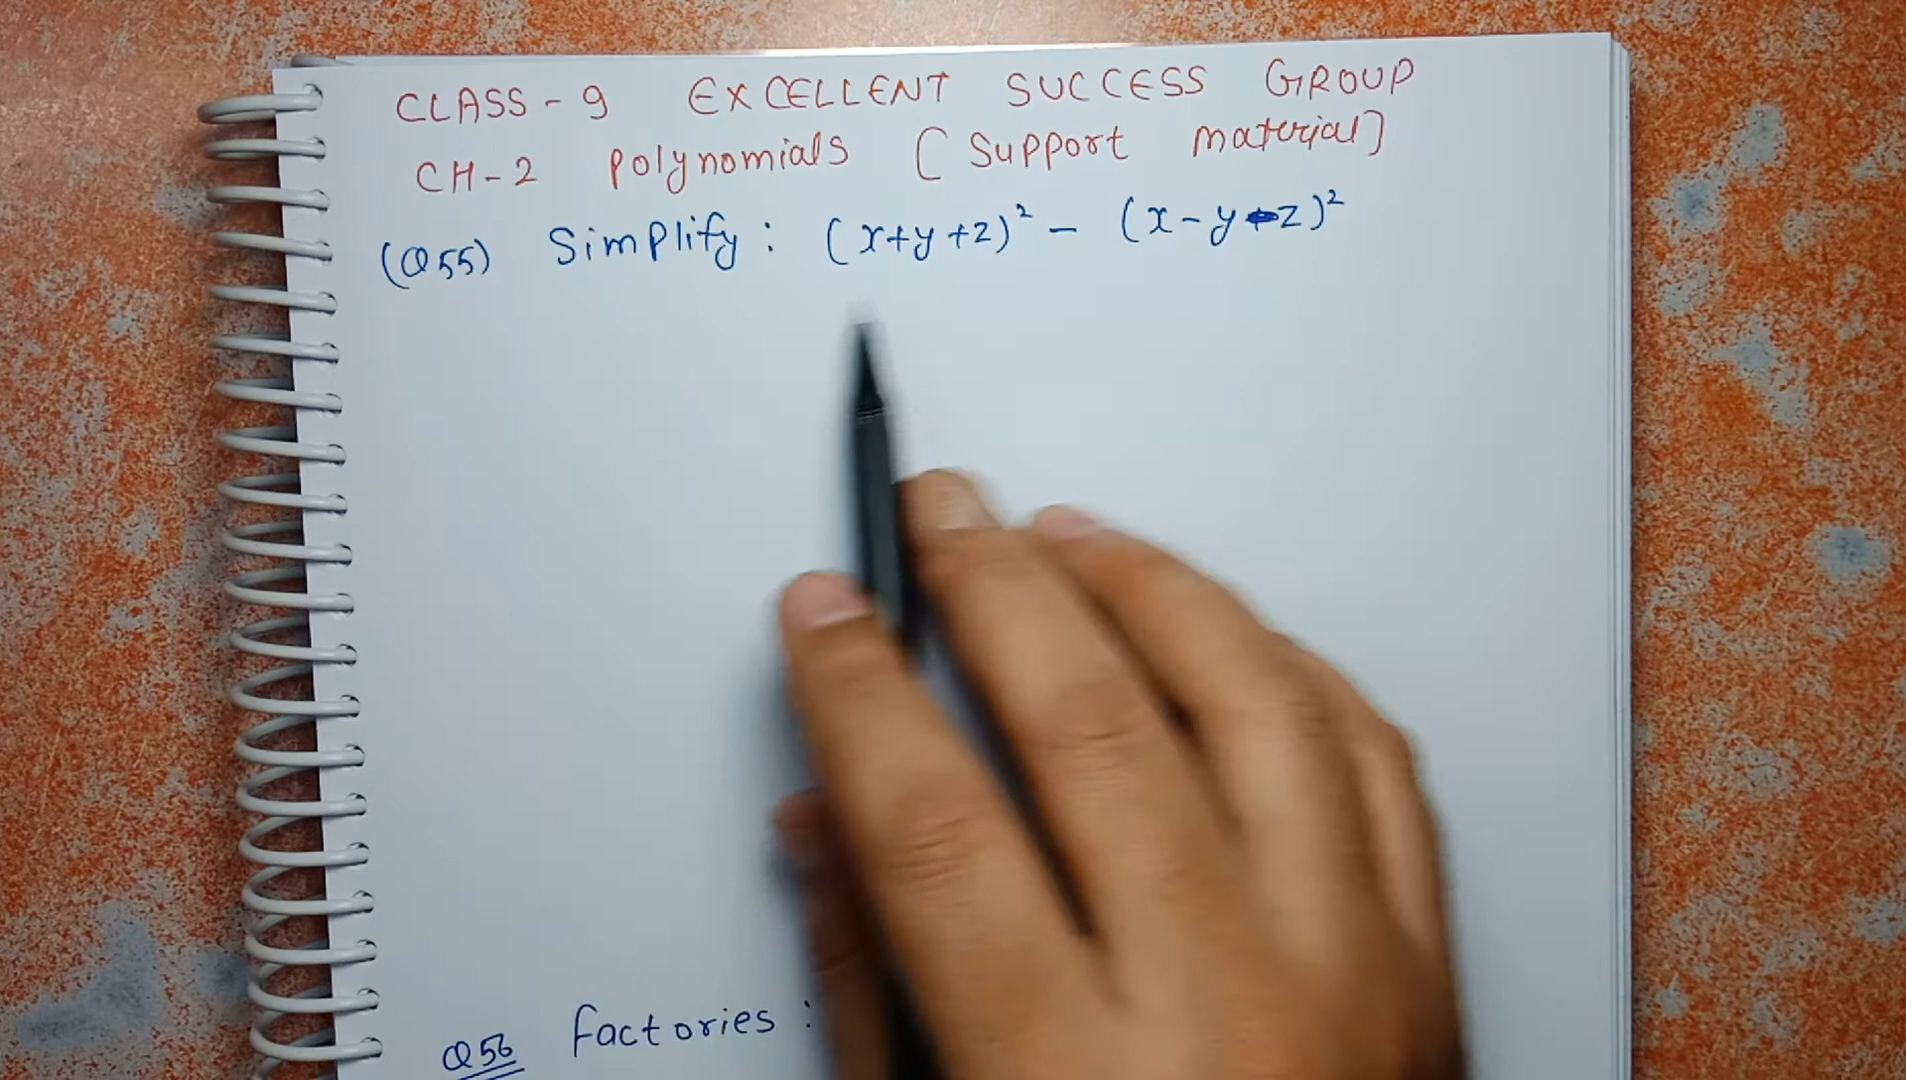 CLASS - 9 EXCELLENT SUCCESS GROUP
CH-2 Polynomials [Support material]
(Q55) Simplify : (x+y+z)² - (x-y-z)²
Q56 Factories :